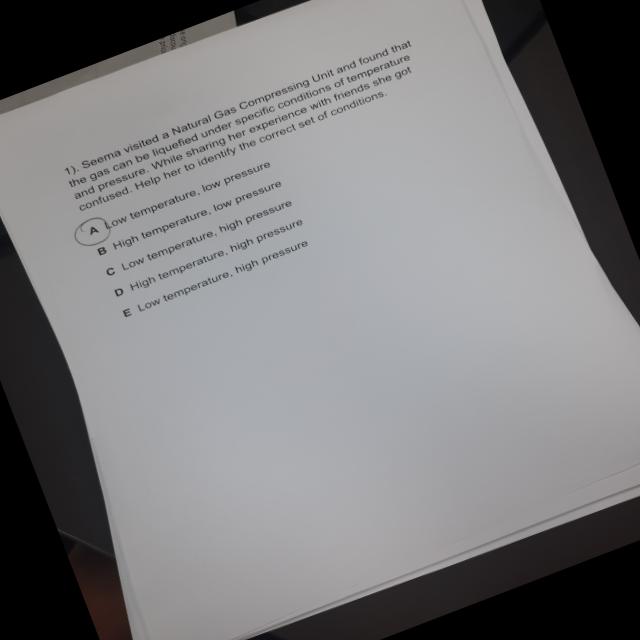 1). Seema visited a Natural Gas Compressing Unit and found that
the gas can be liquefied under specific conditions of temperature
and pressure. While sharing her experience with friends she got
confused. Help her to identify the correct set of conditions.
A Low temperature, low pressure
B High temperature, low pressure
C Low temperature, high pressure
D High temperature, high pressure
E Low temperature, high pressure